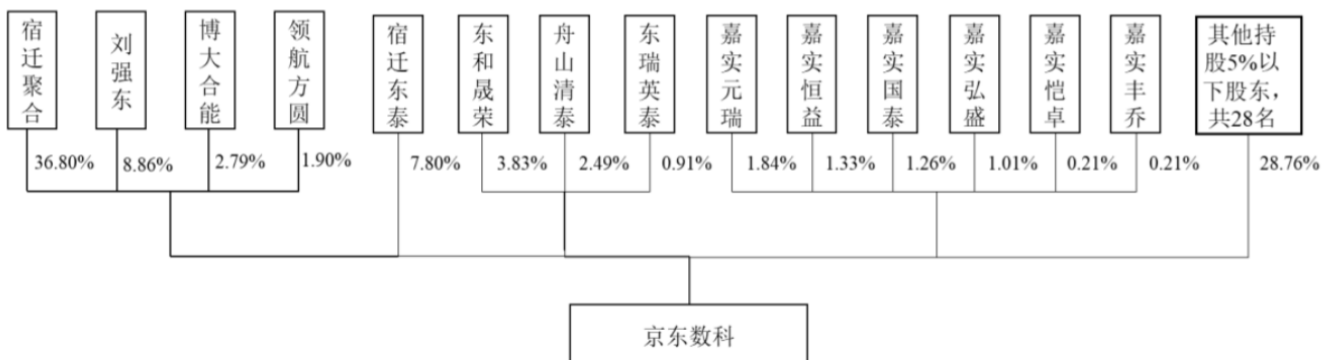 宿迁聚合
刘强东
博大合能
领航方圆
宿迁东泰
东和晟荣
舟山清泰
东瑞英泰
嘉实元瑞
嘉实恒益
嘉实国泰
嘉实弘盛
嘉实恺卓
嘉实丰乔
其他持
股5%以
下股东，
共28名
36.80%
8.86%
2.79%
1.90%
7.80%
3.83%
2.49%
0.91%
1.84%
1.33%
1.26%
1.01%
0.21%
0.21%
28.76%
京东数科